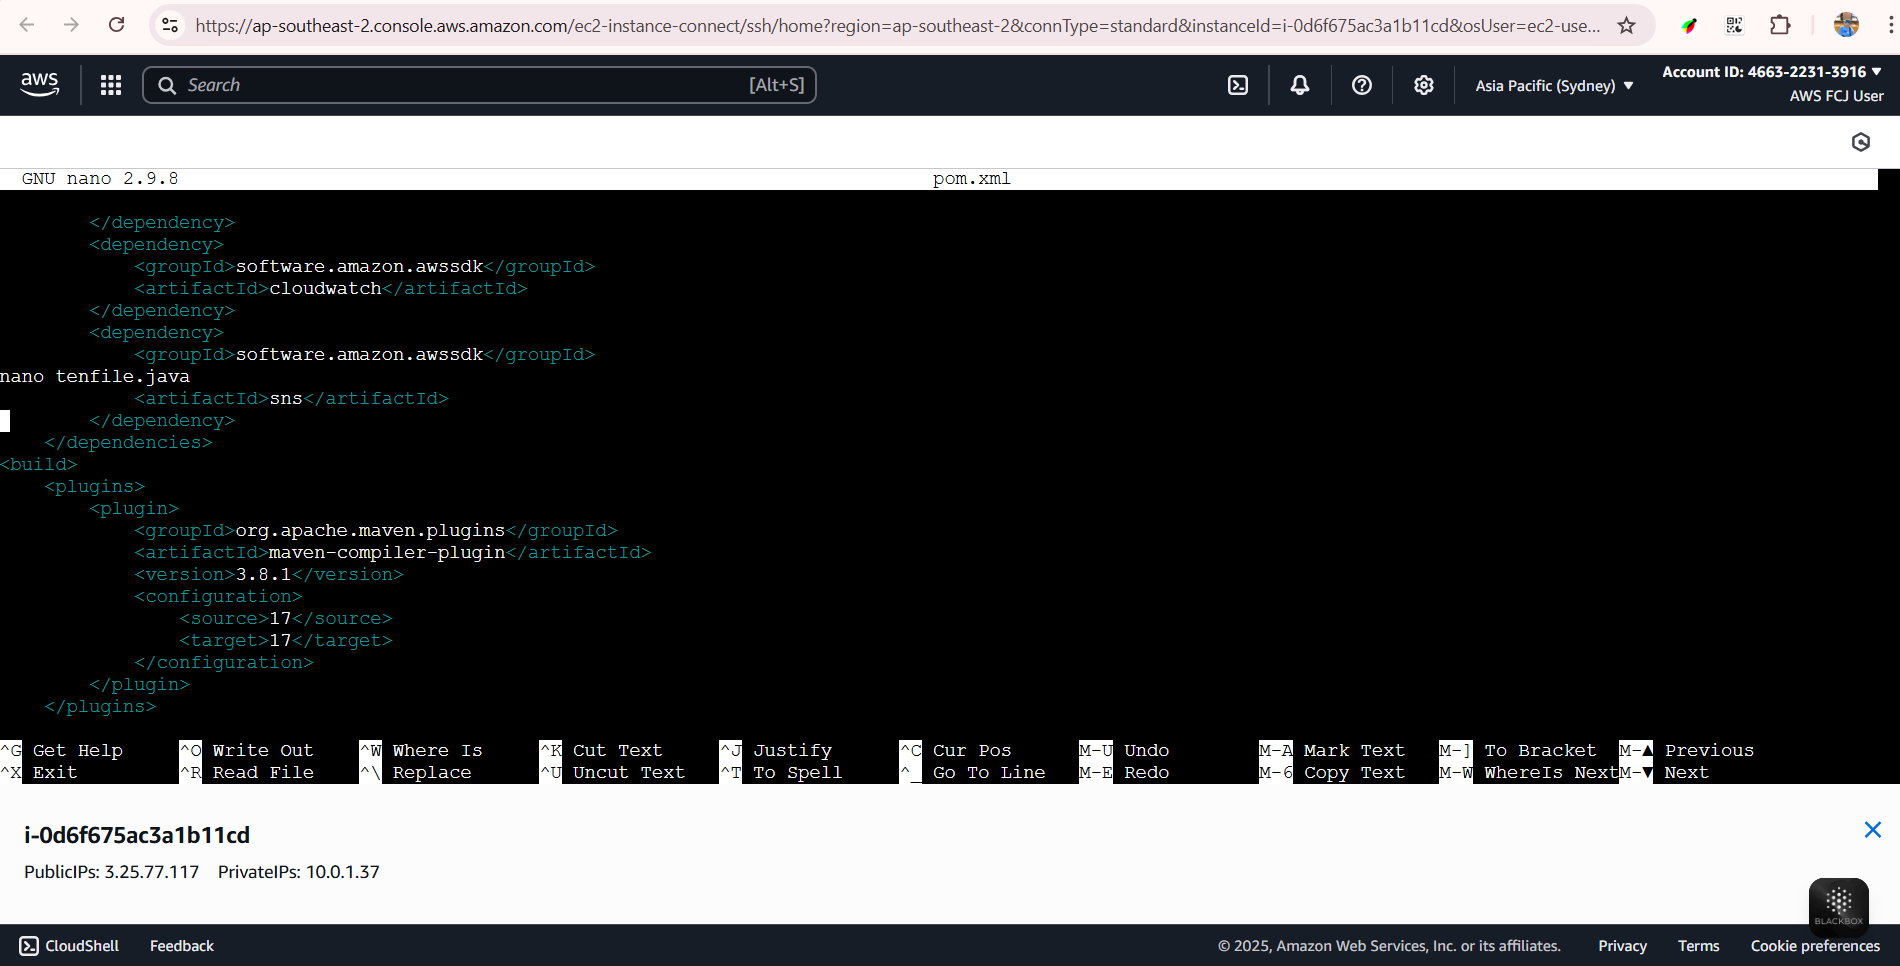 https://ap-southeast-2.console.aws.amazon.com/ec2-instance-connect/ssh/home?region=ap-southeast-2&connType=standard&instanceId=i-0d6f675ac3a1b11cd&osUser=ec2-use...
aws
Search [Alt+S]
Asia Pacific (Sydney) ▼
Account ID: 4663-2231-3916 ▼
AWS FCJ User
GNU nano 2.9.8 pom.xml
</dependency>
<dependency>
<groupId>software.amazon.awssdk</groupId>
<artifactId>cloudwatch</artifactId>
</dependency>
<dependency>
<groupId>software.amazon.awssdk</groupId>
nano tenfile.java
<artifactId>sns</artifactId>
</dependency>
</dependencies>
<build>
<plugins>
<plugin>
<groupId>org.apache.maven.plugins</groupId>
<artifactId>maven-compiler-plugin</artifactId>
<version>3.8.1</version>
<configuration>
<source>17</source>
<target>17</target>
</configuration>
</plugin>
</plugins>
^G Get Help ^O Write Out ^W Where Is ^K Cut Text ^J Justify ^C Cur Pos M-U Undo M-A Mark Text M-] To Bracket M-▲ Previous
^X Exit ^R Read File ^\ Replace ^U Uncut Text ^T To Spell ^_ Go To Line M-E Redo M-6 Copy Text M-W WhereIs Next M-▼ Next
i-0d6f675ac3a1b11cd
PublicIPs: 3.25.77.117 PrivateIPs: 10.0.1.37
BLACKBOX
CloudShell Feedback © 2025, Amazon Web Services, Inc. or its affiliates. Privacy Terms Cookie preferences